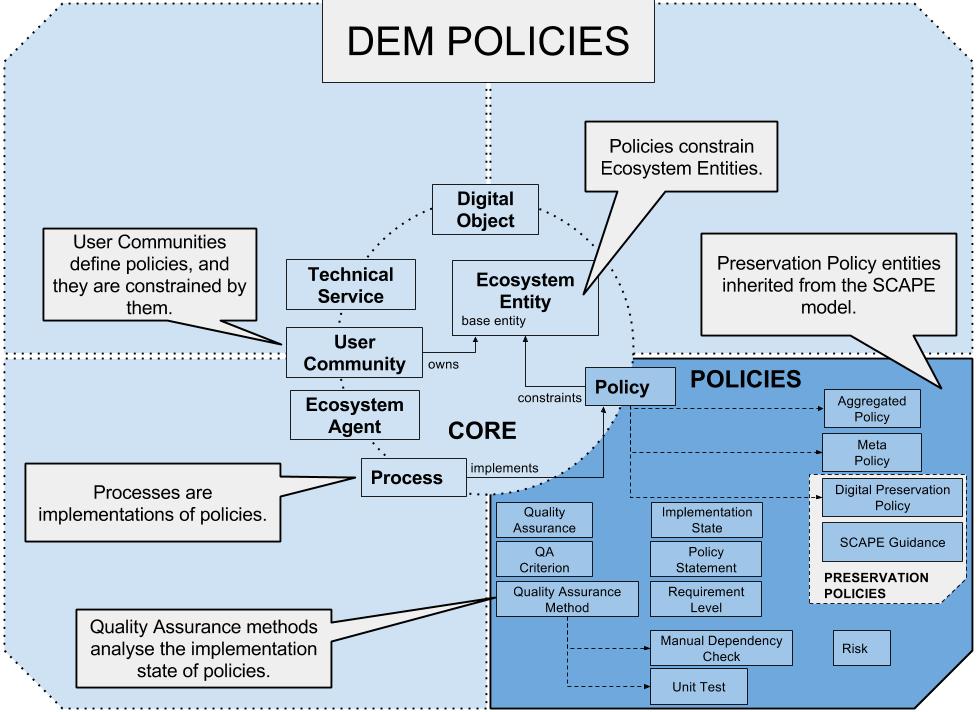 DEM POLICIES
Policies constrain
Ecosystem Entities.
Digital
Object
User Communities
define policies, and
they are constrained by
them.
Technical
Service
Ecosystem
Entity
base entity
Preservation Policy entities
inherited from the SCAPE
model.
User
Community
owns
Policy
constraints
POLICIES
Ecosystem
Agent
CORE
Aggregated
Policy
Meta
Policy
Process
implements
Processes are
implementations of policies.
Digital Preservation
Policy
SCAPE Guidance
PRESERVATION
POLICIES
Quality
Assurance
Implementation
State
QA
Criterion
Policy
Statement
Quality Assurance
Method
Requirement
Level
Quality Assurance methods
analyse the implementation
state of policies.
Manual Dependency
Check
Risk
Unit Test